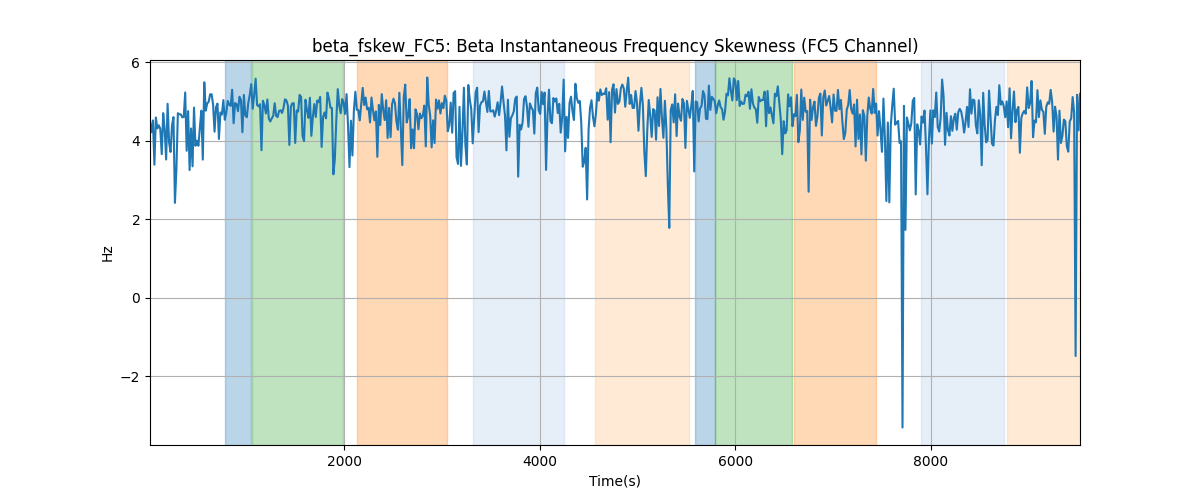 beta_fskew_FC5: Beta Instantaneous Frequency Skewness (FC5 Channel)
6
4
2
0
−2
Hz
2000 4000 6000 8000
Time(s)